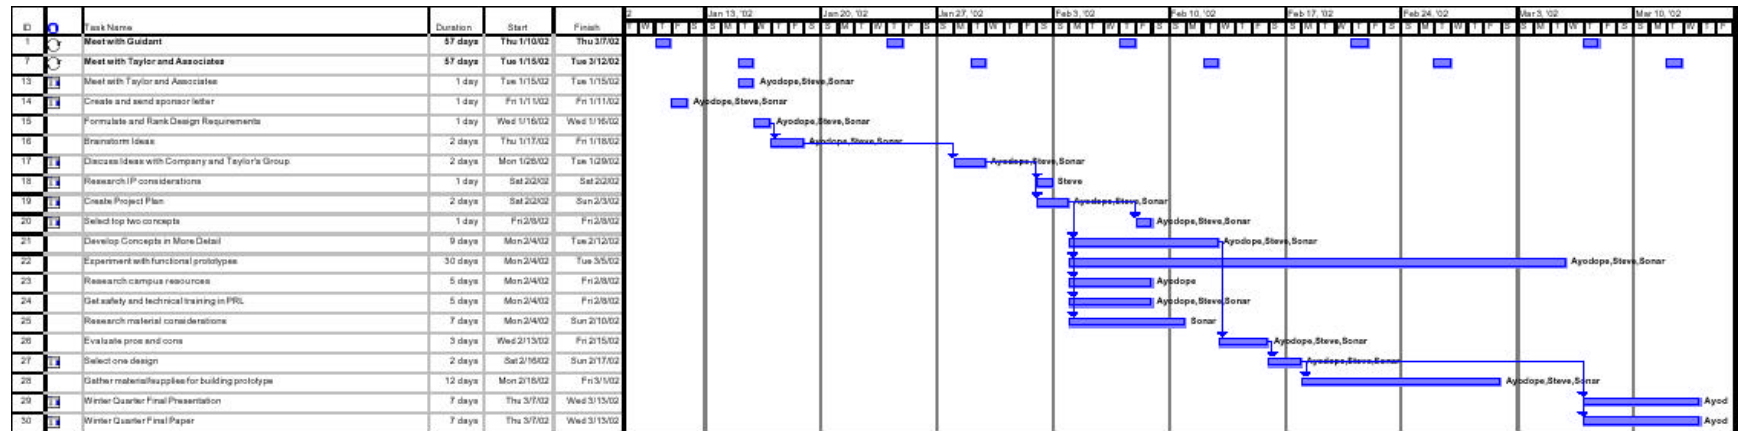 2 Jan 13, '02 Jan 20, '02 Jan 27, '02 Feb 3, '02 Feb 10, '02 Feb 17, '02 Feb 24, '02 Mar 3, '02 Mar 10, '02
ID Task Name Duration Start Finish T W T F S S M T W T F S S M T W T F S S M T W T F S S M T W T F S S M T W T F S S M T W T F S S M T W T F S S M T W T F S S M T W T F
1 Meet with Guidant 57 days Thu 1/10/02 Thu 3/7/02
7 Meet with Taylor and Associates 57 days Tue 1/15/02 Tue 3/12/02
13 Meet with Taylor and Associates 1 day Tue 1/15/02 Tue 1/15/02 Ayodope,Steve,Sonar
14 Create and send sponsor letter 1 day Fri 1/11/02 Fri 1/11/02 Ayodope,Steve,Sonar
15 Formulate and Rank Design Requirements 1 day Wed 1/16/02 Wed 1/16/02 Ayodope,Steve,Sonar
16 Brainstorm Ideas 2 days Thu 1/17/02 Fri 1/18/02 Ayodope,Steve,Sonar
17 Discuss Ideas with Company and Taylor's Group 2 days Mon 1/28/02 Tue 1/29/02 Ayodope,Steve,Sonar
18 Research IP considerations 1 day Sat 2/2/02 Sat 2/2/02 Steve
19 Create Project Plan 2 days Sat 2/2/02 Sun 2/3/02 Ayodope,Steve,Sonar
20 Select top two concepts 1 day Fri 2/8/02 Fri 2/8/02 Ayodope,Steve,Sonar
21 Develop Concepts in More Detail 9 days Mon 2/4/02 Tue 2/12/02 Ayodope,Steve,Sonar
22 Experiment with functional prototypes 30 days Mon 2/4/02 Tue 3/5/02 Ayodope,Steve,Sonar
23 Research campus resources 5 days Mon 2/4/02 Fri 2/8/02 Ayodope
24 Get safety and technical training in PRL 5 days Mon 2/4/02 Fri 2/8/02 Ayodope,Steve,Sonar
25 Research material considerations 7 days Mon 2/4/02 Sun 2/10/02 Sonar
26 Evaluate pros and cons 3 days Wed 2/13/02 Fri 2/15/02 Ayodope,Steve,Sonar
27 Select one design 2 days Sat 2/16/02 Sun 2/17/02 Ayodope,Steve,Sonar
28 Gather material/supplies for building prototype 12 days Mon 2/18/02 Fri 3/1/02 Ayodope,Steve,Sonar
29 Winter Quarter Final Presentation 7 days Thu 3/7/02 Wed 3/13/02 Ayod
30 Winter Quarter Final Paper 7 days Thu 3/7/02 Wed 3/13/02 Ayod